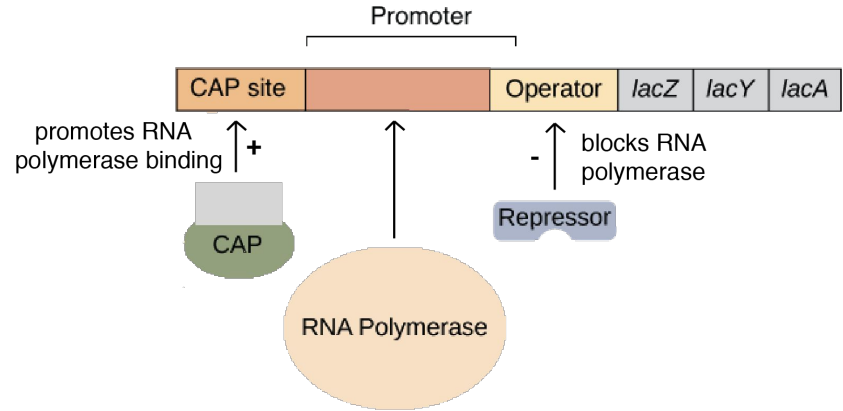 Promoter
CAP site
Operator
lacZ
lacY
lacA
promotes RNA
polymerase binding
+
-
blocks RNA
polymerase
CAP
Repressor
RNA Polymerase